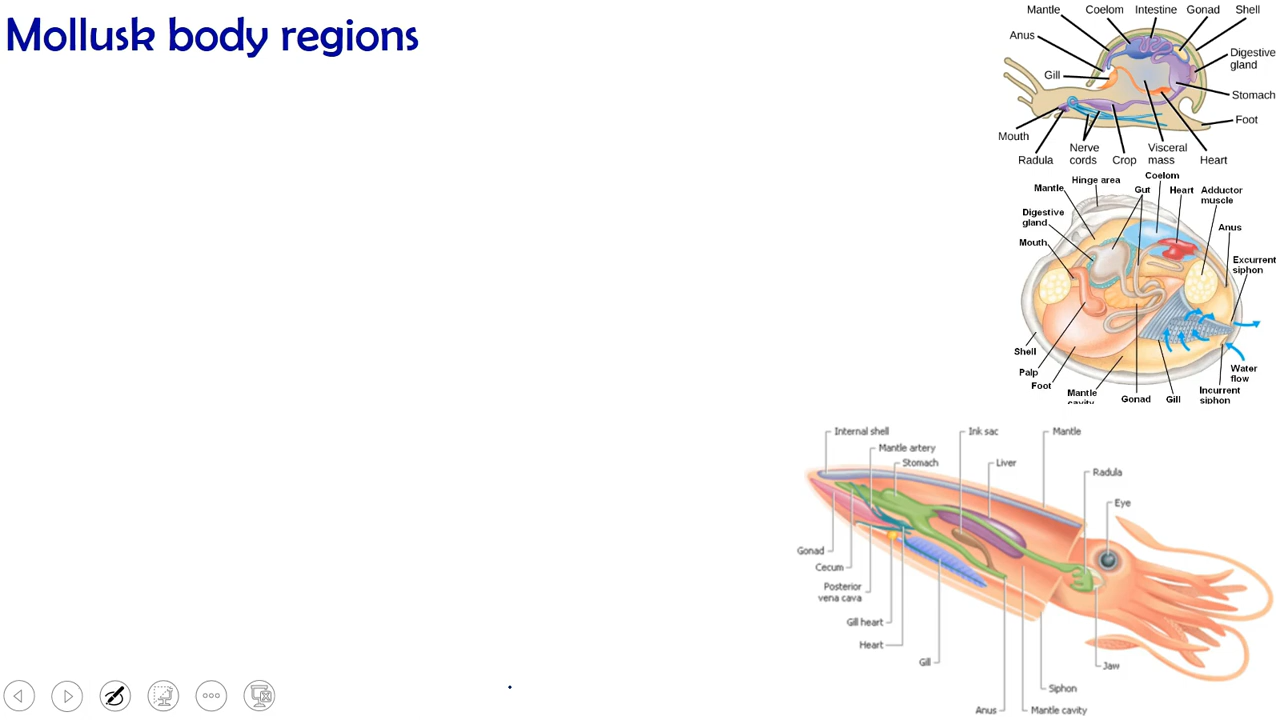 Mollusk body regions
Mantle Coelom Intestine Gonad Shell
Anus
Digestive
gland
Gill
Stomach
Foot
Mouth
Radula
Nerve
cords
Crop
Visceral
mass
Heart
Hinge area
Coelom
Mantle
Gut
Heart
Adductor
muscle
Digestive
gland
Anus
Mouth
Excurrent
siphon
Shell
Palp
Foot
Mantle
cavity
Gonad
Gill
Incurrent
siphon
Water
flow
Internal shell
Ink sac
Mantle
Mantle artery
Stomach
Liver
Radula
Eye
Gonad
Cecum
Posterior
vena cava
Gill heart
Heart
Gill
Jaw
Siphon
Anus
Mantle cavity